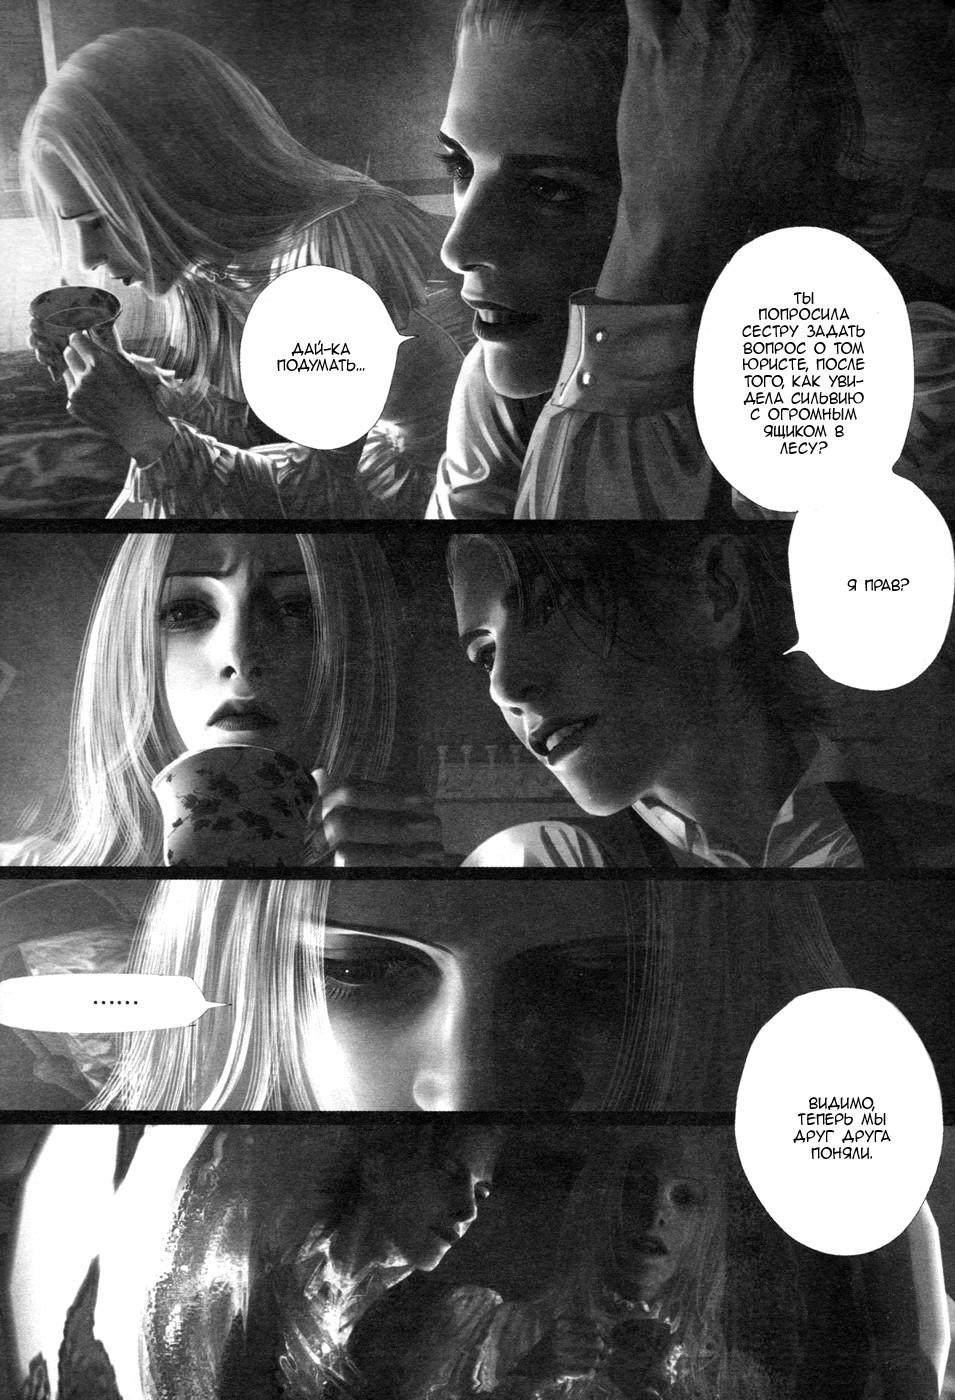 ДАЙ-КА
ПОДУМАТЬ...
ТЫ
ПОПРОСИЛА
СЕСТРУ ЗАДАТЬ
ВОПРОС О ТОМ
ЮРИСТЕ, ПОСЛЕ
ТОГО, КАК УВИ-
ДЕЛА СИЛЬВИЮ
С ОГРОМНЫМ
ЯЩИКОМ В
ЛЕСУ?
Я ПРАВ?
......
ВИДИМО,
ТЕПЕРЬ МЫ
ДРУГ ДРУГА
ПОНЯЛИ.